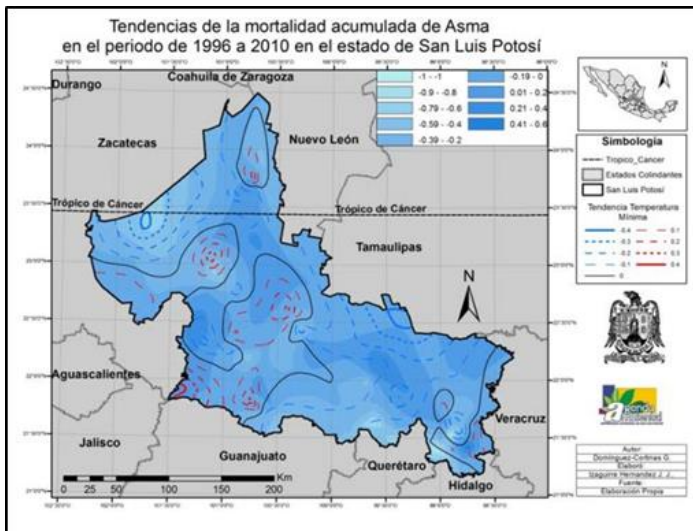 Tendencias de la mortalidad acumulada de Asma
en el periodo de 1996 a 2010 en el estado de San Luis Potosí
Durango
Coahuila de Zaragoza
Zacatecas
Nuevo León
-1 - -1
-0.9 - -0.8
-0.79 - -0.6
-0.59 - -0.4
-0.39 - -0.2
-0.19 - 0
0.01 - 0.2
0.21 - 0.4
0.41 - 0.6
Trópico de Cáncer
Trópico de Cáncer
Tamaulipas
N
Aguascalientes
Jalisco
Guanajuato
Querétaro
Hidalgo
Veracruz
Km
0 25 50 100 150 200
N
Simbología
Tropico_Cancer
Estados Colindantes
San Luis Potosí
Tendencia Temperatura
Mínima
-0.4
-0.3
-0.2
-0.1
0
0.1
0.2
0.3
0.4
Autor:
Domínguez-Cortinas G.
Elaboró
Izaguirre Hernandez J. J.
Fuente
Elaboración Propia